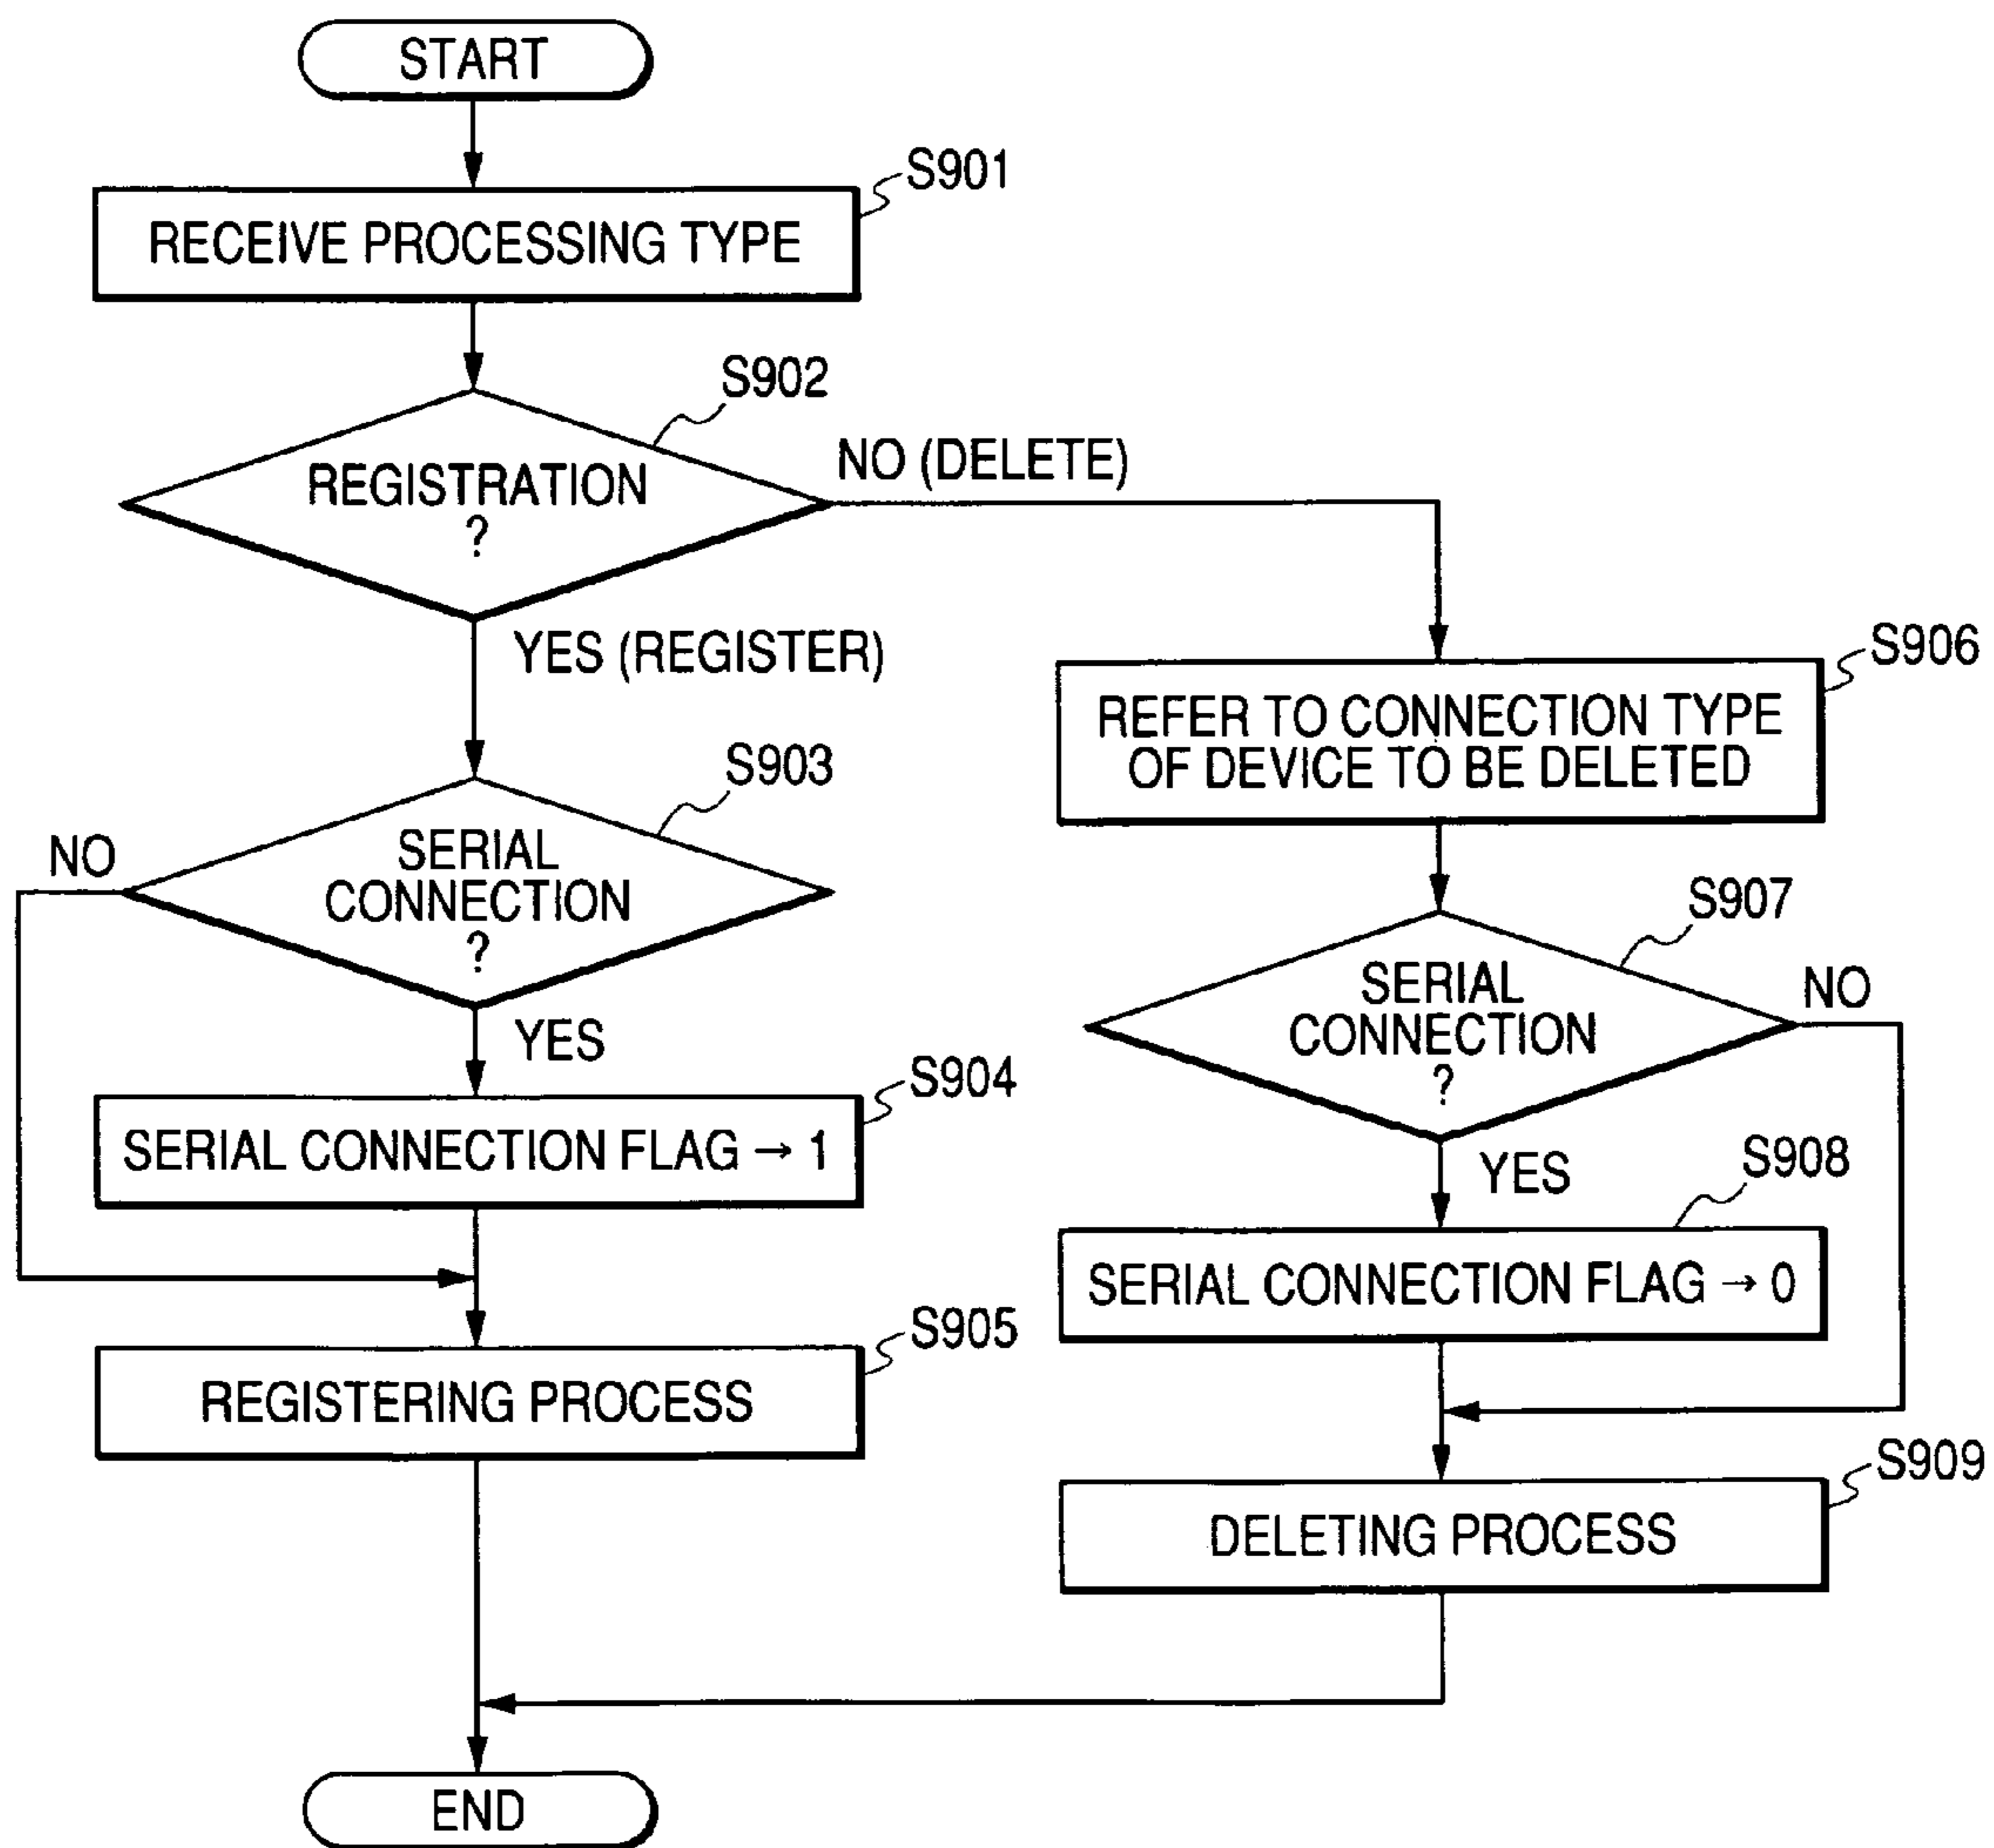 START
S901
RECEIVE PROCESSING TYPE
S902
REGISTRATION
?
NO (DELETE)
YES (REGISTER)
S903
SERIAL
CONNECTION
?
NO
YES
S904
SERIAL CONNECTION FLAG → 1
S905
REGISTERING PROCESS
S906
REFER TO CONNECTION TYPE
OF DEVICE TO BE DELETED
S907
SERIAL
CONNECTION
?
NO
YES
S908
SERIAL CONNECTION FLAG → 0
S909
DELETING PROCESS
END